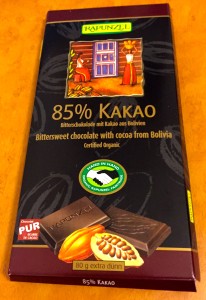 RAPUNZEL
85% KAKAO
Bitterschokolade mit Kakao aus Bolivien
Bittersweet chocolate with cocoa from Bolivia
Certified Organic
HAND IN HAND
PUR
80 g extra dünn
85% KAKAO